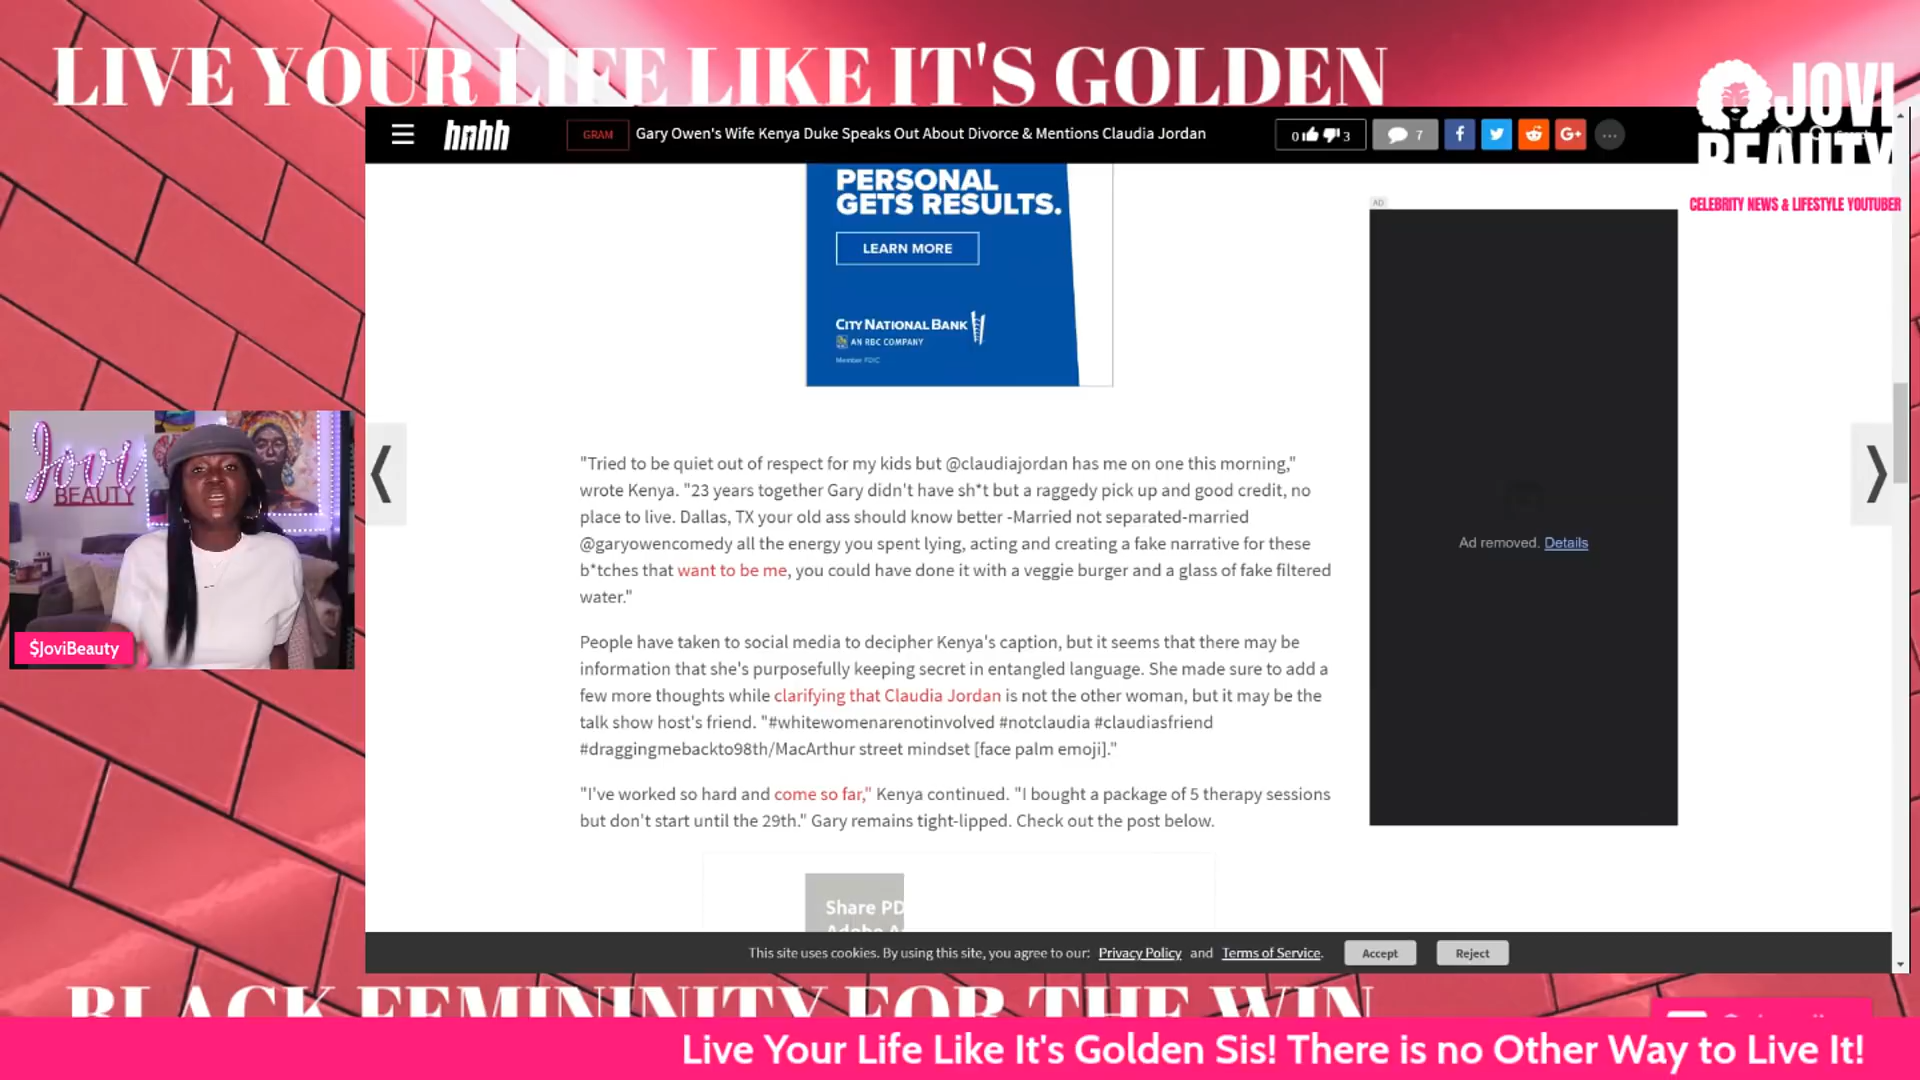 LIVE YOUR LIFE LIKE IT'S GOLDEN
JOVI
BEAUTY
CELEBRITY NEWS & LIFESTYLE YOUTUBER
hnhh
GRAM
Gary Owen's Wife Kenya Duke Speaks Out About Divorce & Mentions Claudia Jordan
0
3
7
G+
PERSONAL
GETS RESULTS.
LEARN MORE
CITY NATIONAL BANK
AN RBC COMPANY
Member FDIC
AD
Ad removed. Details
Jovi
BEAUTY
$JoviBeauty
"Tried to be quiet out of respect for my kids but @claudiajordan has me on one this morning,"
wrote Kenya. "23 years together Gary didn't have sh*t but a raggedy pick up and good credit, no
place to live. Dallas, TX your old ass should know better -Married not separated-married
@garyowencomedy all the energy you spent lying, acting and creating a fake narrative for these
b*tches that want to be me, you could have done it with a veggie burger and a glass of fake filtered
water."
People have taken to social media to decipher Kenya's caption, but it seems that there may be
information that she's purposefully keeping secret in entangled language. She made sure to add a
few more thoughts while clarifying that Claudia Jordan is not the other woman, but it may be the
talk show host's friend. "#whitewomenarenotinvolved #notclaudia #claudiasfriend
#draggingmebackto98th/MacArthur street mindset [face palm emoji]."
"I've worked so hard and come so far," Kenya continued. "I bought a package of 5 therapy sessions
but don't start until the 29th." Gary remains tight-lipped. Check out the post below.
Share PD
This site uses cookies. By using this site, you agree to our: Privacy Policy and Terms of Service.
Accept
Reject
BLACK FEMININITY FOR THE WIN
Live Your Life Like It's Golden Sis! There is no Other Way to Live It!